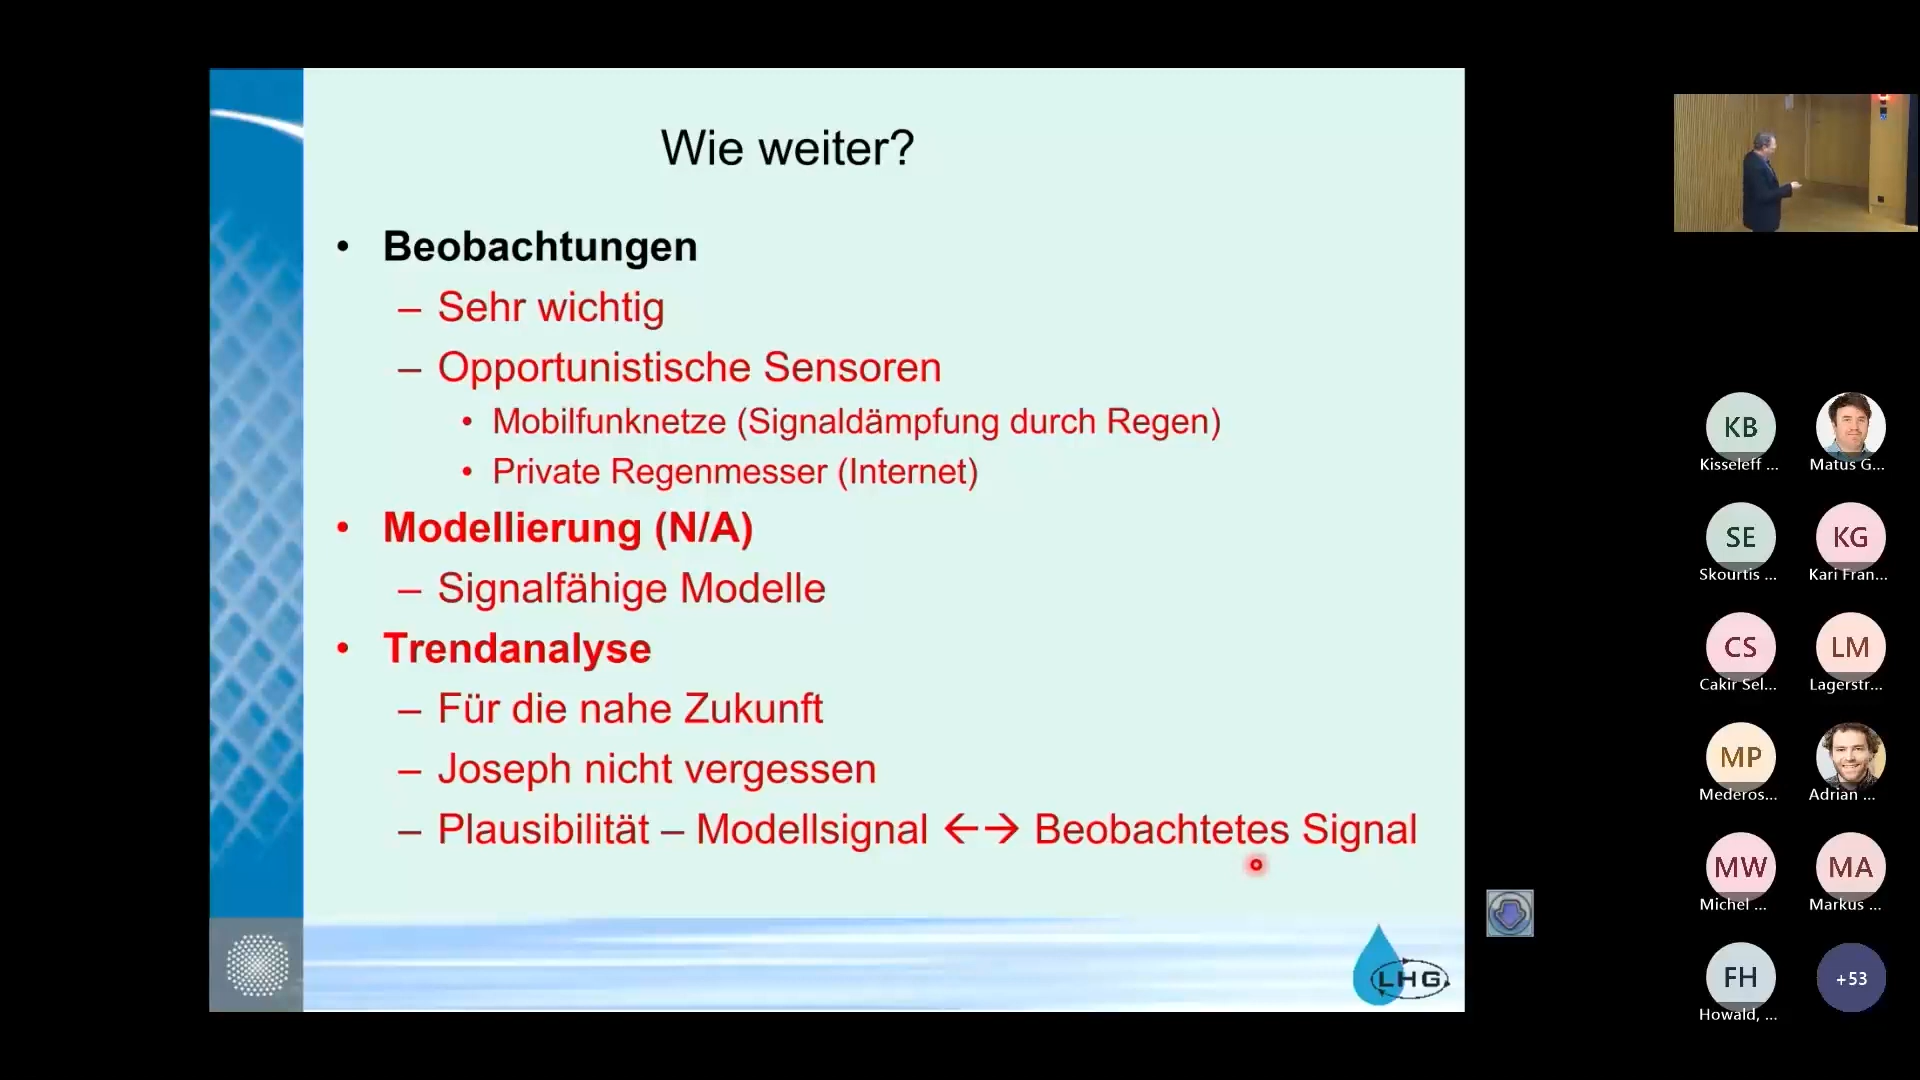 Wie weiter?
• Beobachtungen
– Sehr wichtig
– Opportunistische Sensoren
• Mobilfunknetze (Signaldämpfung durch Regen)
• Private Regenmesser (Internet)
• Modellierung (N/A)
– Signalfähige Modelle
• Trendanalyse
– Für die nahe Zukunft
– Joseph nicht vergessen
– Plausibilität – Modellsignal ←→ Beobachtetes Signal
LHG
KB
Kisseleff ...
Matus G...
SE
Skourtis ...
KG
Kari Fran...
CS
Cakir Sel...
LM
Lagerstr...
MP
Mederos...
Adrian ...
MW
Michel ...
MA
Markus ...
FH
Howald, ...
+53